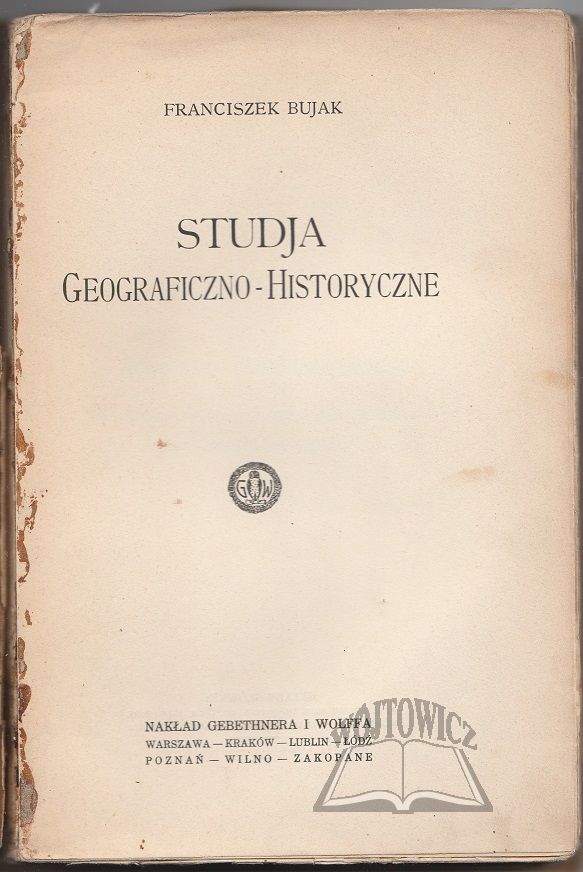 FRANCISZEK BUJAK
STUDJA
GEOGRAFICZNO-HISTORYCZNE
G W
NAKŁAD GEBETHNERA I WOLFFA
WARSZAWA — KRAKÓW — LUBLIN — ŁÓDŹ
POZNAŃ — WILNO — ZAKOPANE
WÓJTOWICZ